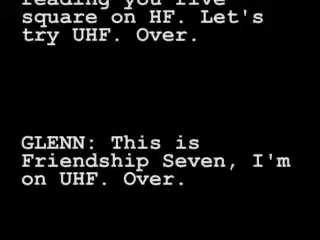 reading you five
square on HF. Let's
try UHF. Over.
GLENN: This is
Friendship Seven, I'm
on UHF. Over.